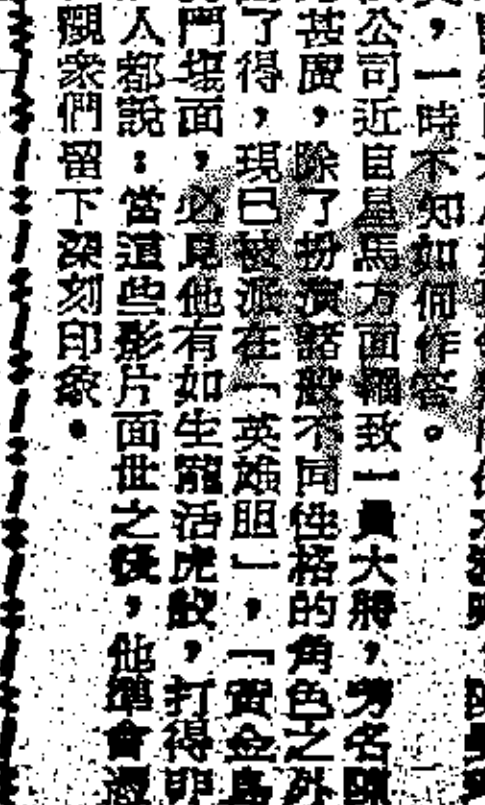 ，一時不知如何作答。
公司近自星馬方面羅致一員大將，芳名
甚廣，除了扮演諸般不同性格的角色之外
了得，現已被派在「英雄胆」，「黃金島
門場面，必見他有如生龍活虎般，打得
人都說：當這些影片面世之後，他準會憑
觀衆們留下深刻印象。